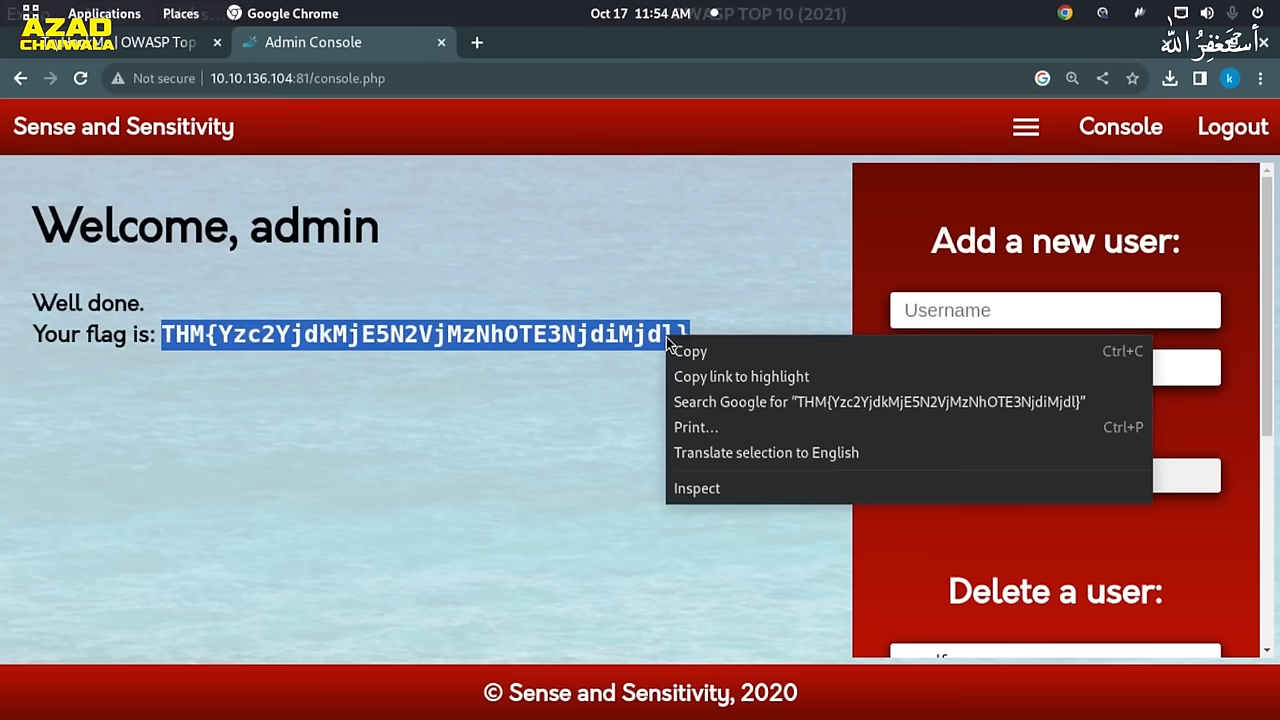 Applications Places Google Chrome Oct 17 11:54 AM OWASP TOP 10 (2021)
AZAD
CHAIWALA
أستغفر الله
| OWASP Top
Admin Console
Not secure 10.10.136.104:81/console.php
k
Sense and Sensitivity
Console Logout
Welcome, admin
Well done.
Your flag is: THM{Yzc2YjdkMjE5N2VjMzNhOTE3NjdiMjdl}
Copy Ctrl+C
Copy link to highlight
Search Google for "THM{Yzc2YjdkMjE5N2VjMzNhOTE3NjdiMjdl}"
Print... Ctrl+P
Translate selection to English
Inspect
Add a new user:
Username
Delete a user:
© Sense and Sensitivity, 2020